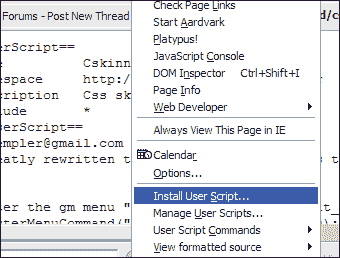 Check Page Links
Forums - Post New Thread
Start Aardvark
Platypus!
JavaScript Console
DOM Inspector Ctrl+Shift+I
Page Info
Web Developer
Always View This Page in IE
Calendar
Options...
Install User Script...
Manage User Scripts...
User Script Commands
View formatted source
erScript==
Cskinn
espace http:/
cription Css sk
lude *
erScript==
empler@gmail.com
eatly rewritten t
er the gm menu "
sterMenuCommand("